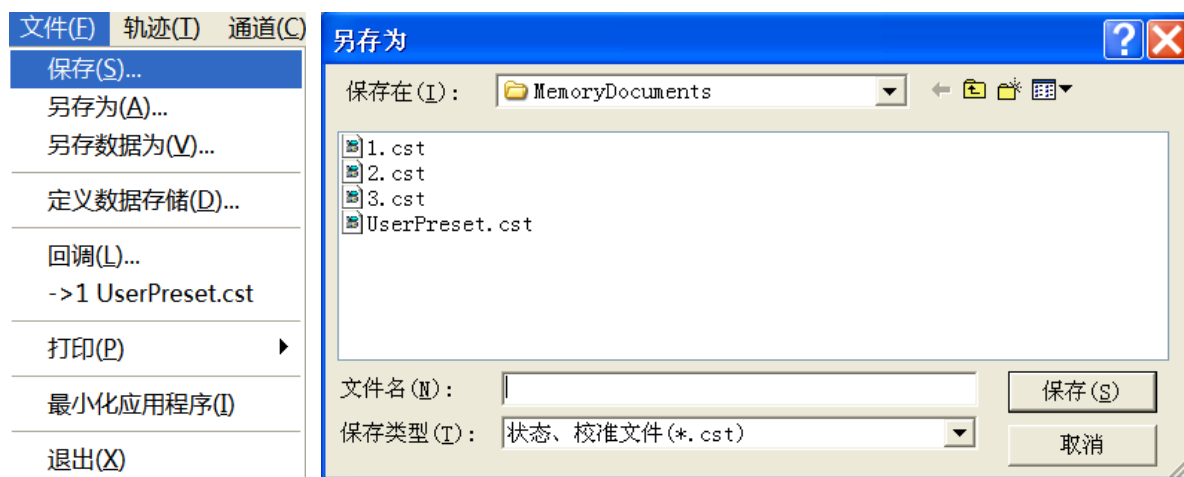 文件(F) 轨迹(T) 通道(C)
保存(S)...
另存为(A)...
另存数据为(V)...
定义数据存储(D)...
回调(L)...
->1 UserPreset.cst
打印(P)
最小化应用程序(I)
退出(X)
另存为
保存在(I):
MemoryDocuments
1.cst
2.cst
3.cst
UserPreset.cst
文件名(N):
保存(S)
保存类型(T):
状态、校准文件(*.cst)
取消